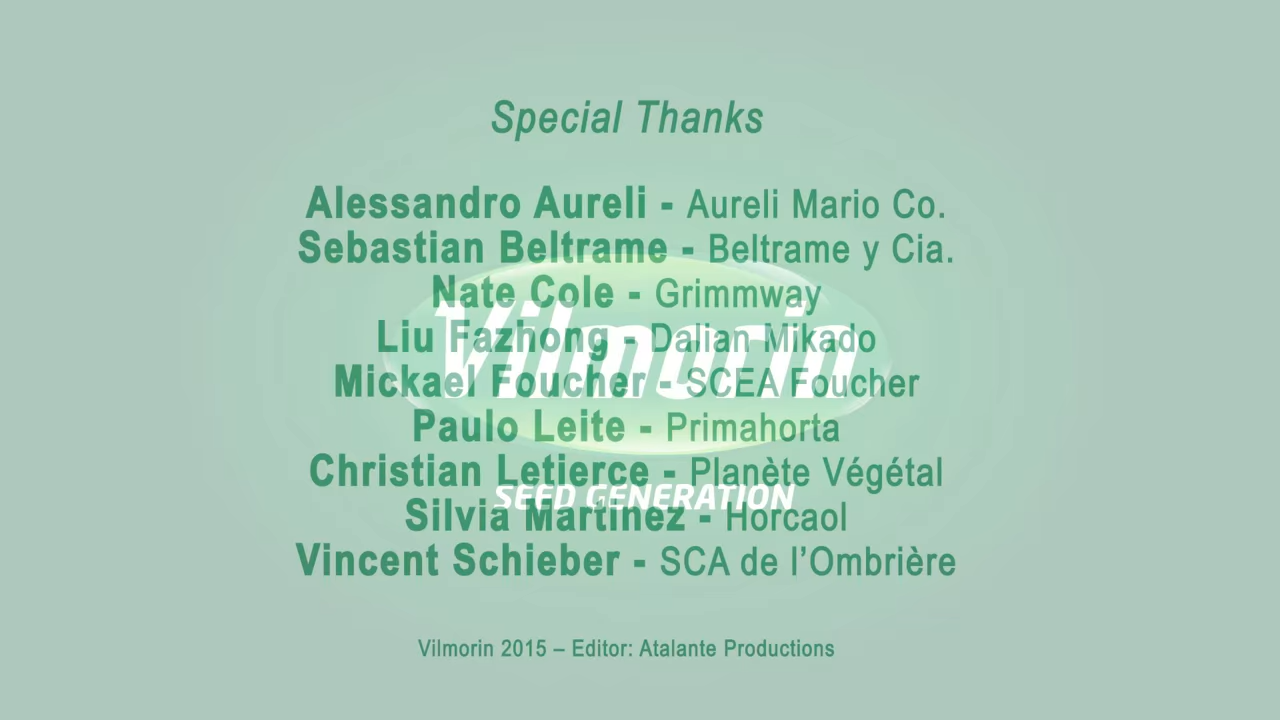 Special Thanks
Alessandro Aureli - Aureli Mario Co.
Sebastian Beltrame - Beltrame y Cia.
Nate Cole - Grimmway
Liu Fazhong - Dalian Mikado
Mickael Foucher - SCEA Foucher
Paulo Leite - Primahorta
Christian Letierce - Planète Végétal
Silvia Martinez - Horcaol
Vincent Schieber - SCA de l’Ombrière
Vilmorin
SEED GENERATION
Vilmorin 2015 – Editor: Atalante Productions